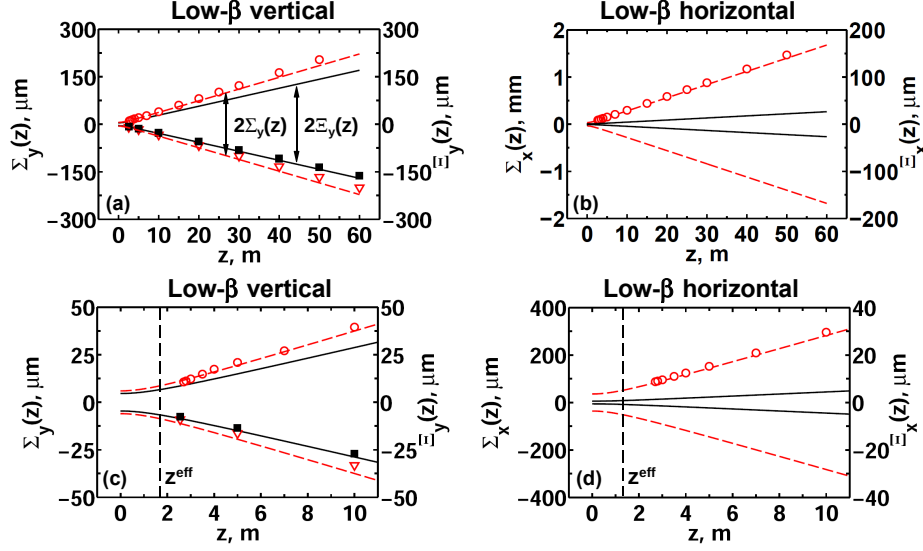 Low-β vertical
Low-β horizontal
300
150
0
−150
−300
Σy(z), μm
300
150
0
−150
−300
Ξy(z), μm
2Σy(z)
2Ξy(z)
(a)
0 10 20 30 40 50 60
z, m
2
1
0
−1
−2
Σx(z), mm
200
100
0
−100
−200
Ξx(z), μm
(b)
0 10 20 30 40 50 60
z, m
Low-β vertical
Low-β horizontal
50
25
0
−25
−50
Σy(z), μm
50
25
0
−25
−50
Ξy(z), μm
(c)
z^eff
0 2 4 6 8 10
z, m
400
200
0
−200
−400
Σx(z), μm
40
20
0
−20
−40
Ξx(z), μm
(d)
z^eff
0 2 4 6 8 10
z, m